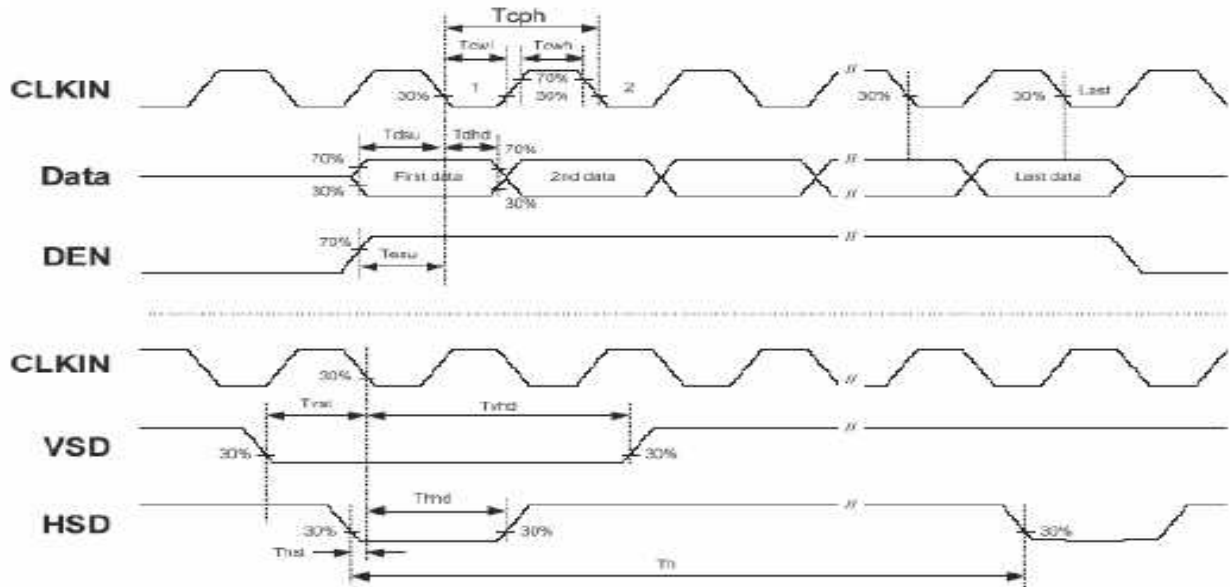 Tcph
Tcwl Tcwh
CLKIN 30% 1 70% 30% 2 30% 30% Last
Tdsu Tdhd
70% 70%
Data First data 2nd data Last data
30% 30%
DEN 70% Tesu
CLKIN 30%
Tvst Tvhd
VSD 30% 30%
Thhd
HSD 30% 30% 30%
Thst
Th